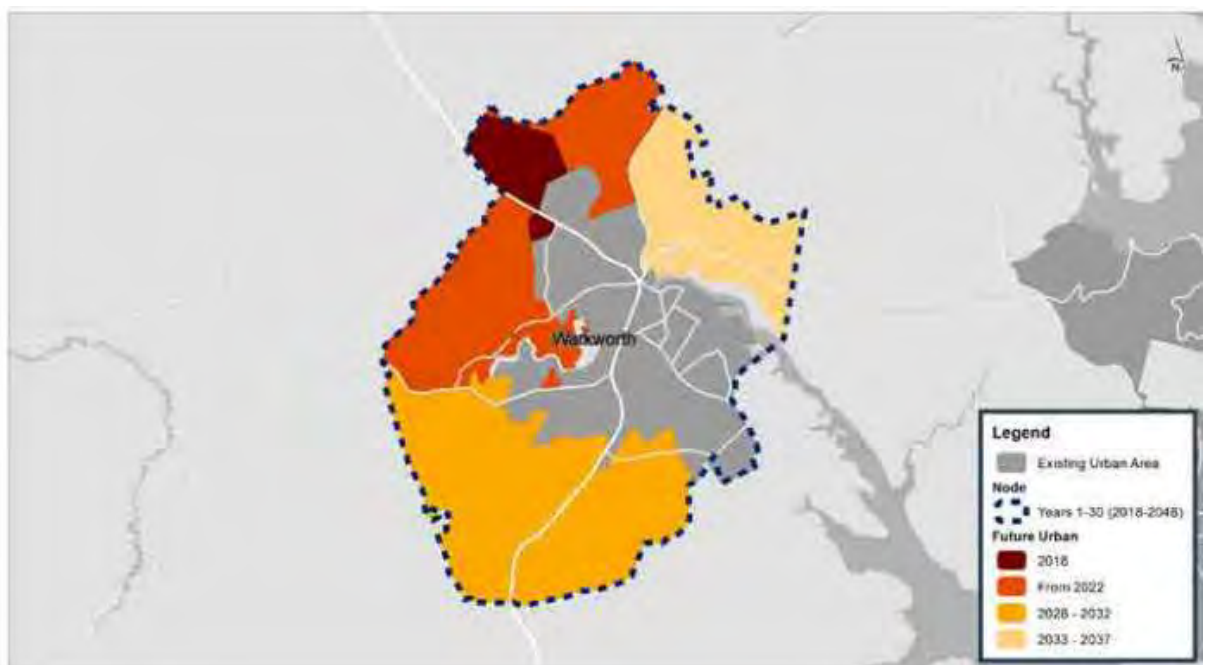 N
Warkworth
Legend
Existing Urban Area
Node
Years 1-30 (2018-2048)
Future Urban
2018
From 2022
2028 - 2032
2033 - 2037